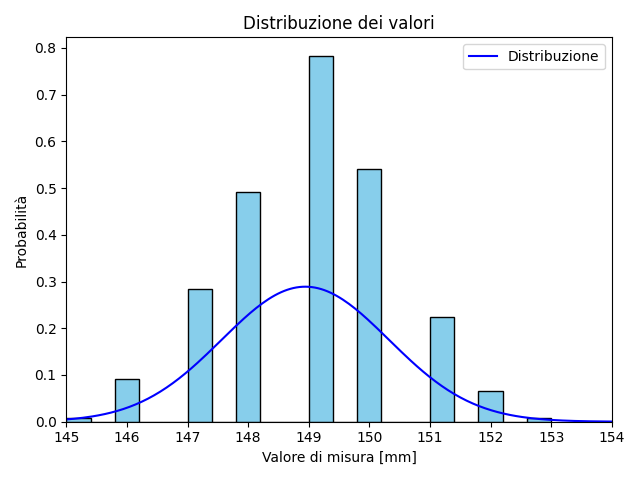 Distribuzione dei valori
Distribuzione
Probabilità
0.8
0.7
0.6
0.5
0.4
0.3
0.2
0.1
0.0
145 146 147 148 149 150 151 152 153 154
Valore di misura [mm]